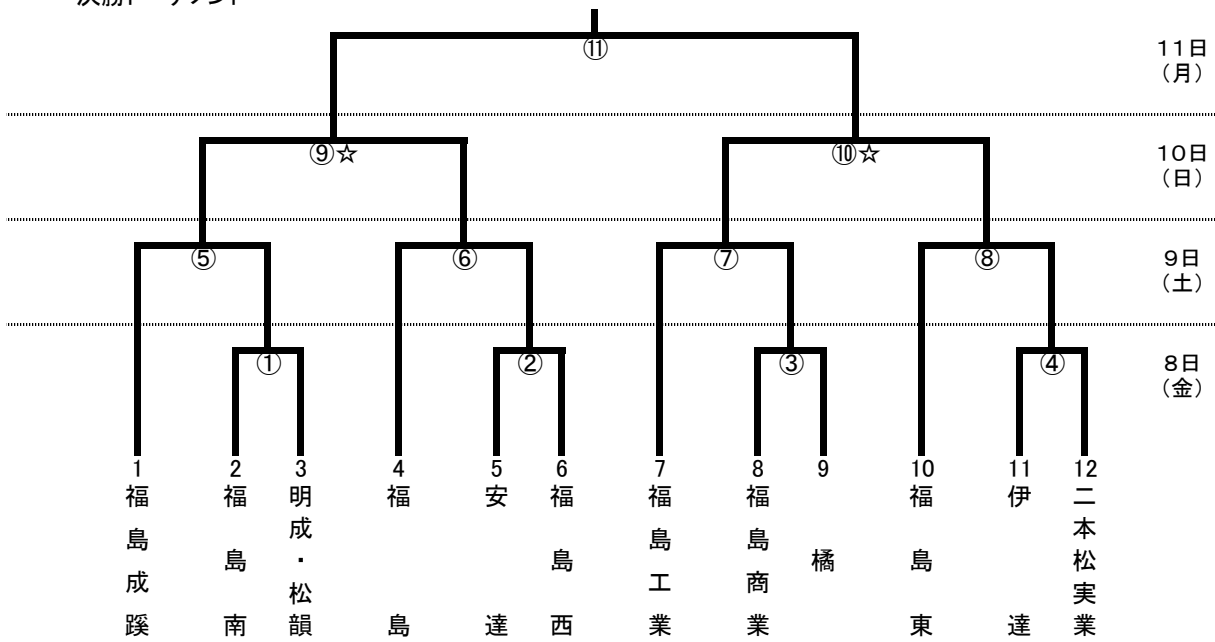 決勝トーナメント
⑪
11日
（月）
⑨☆
⑩☆
10日
（日）
⑤
⑥
⑦
⑧
9日
（土）
①
②
③
④
8日
（金）
1
2
3
4
5
6
7
8
9
10
11
12
福島成蹊
福島南
明成・松韻
福島
安達
福島西
福島工業
福島商業
橘
福島東
伊達
二本松実業